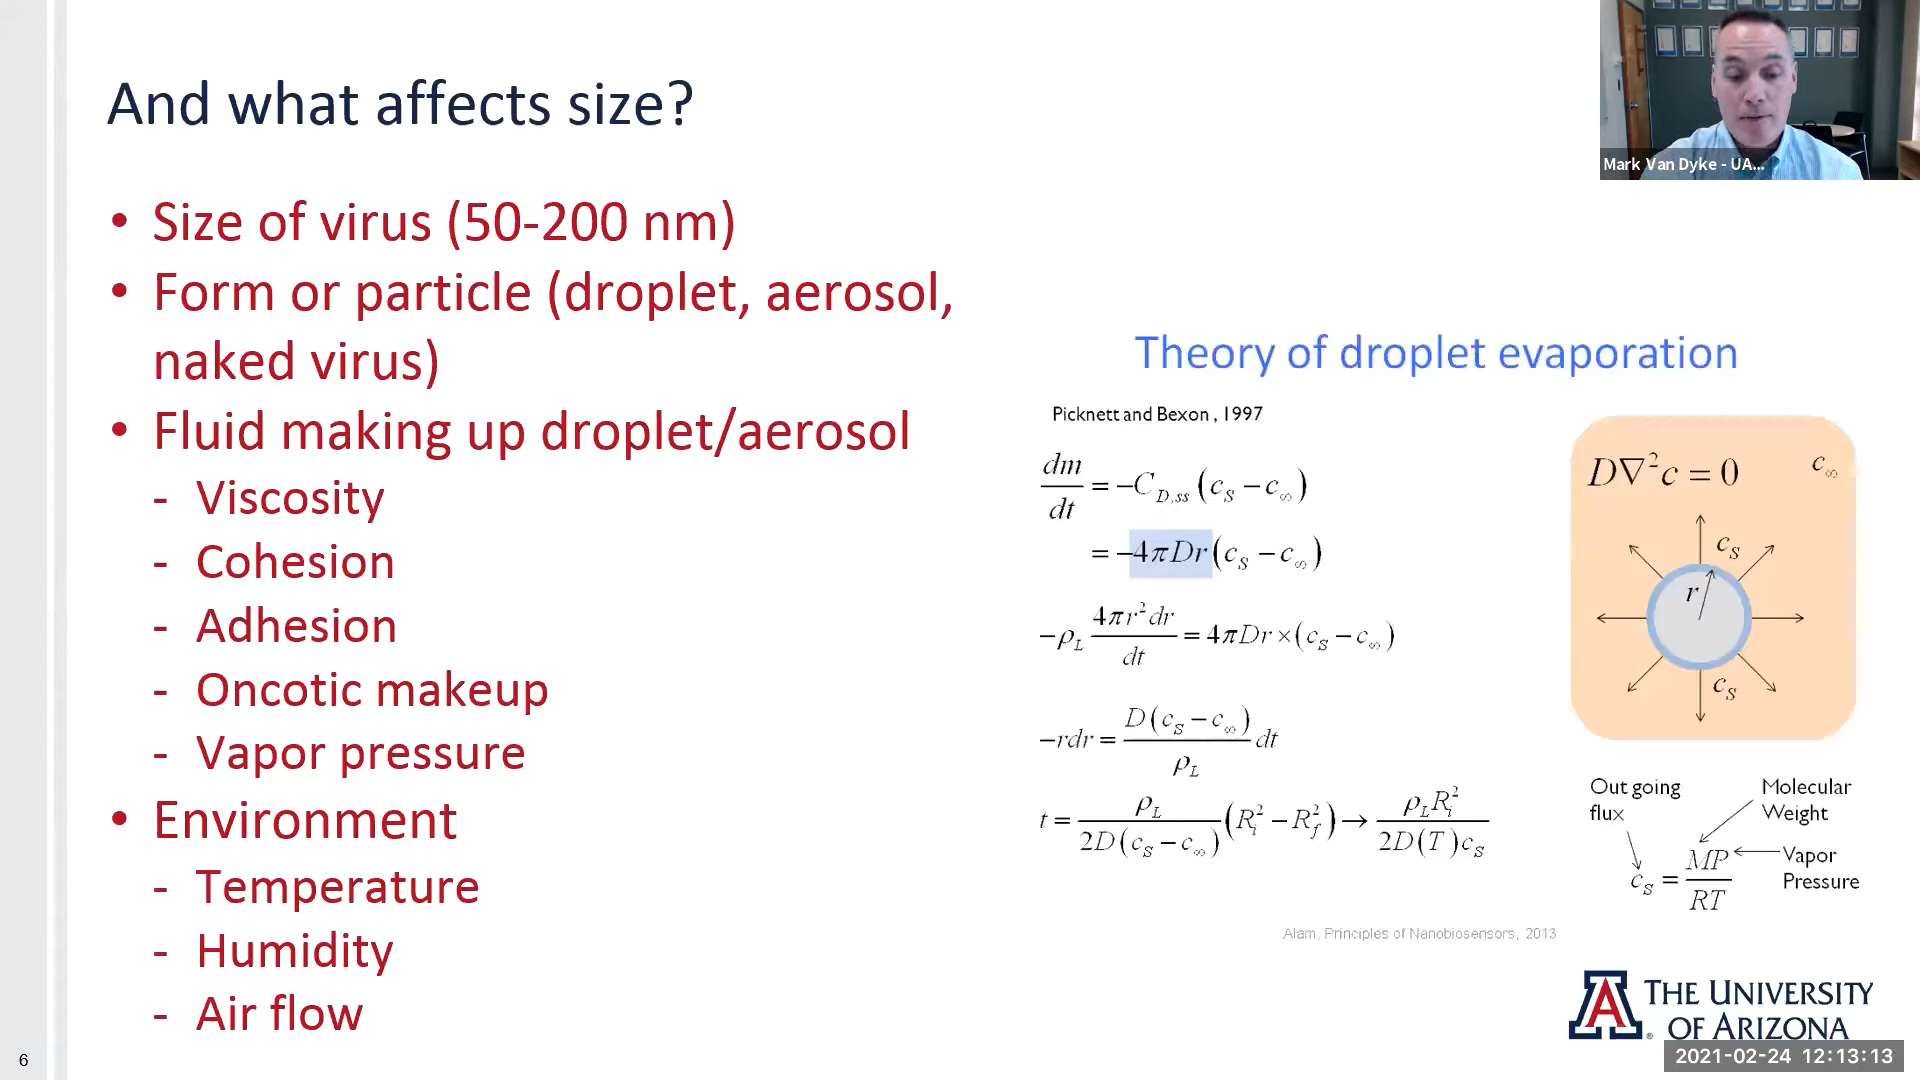 And what affects size?
• Size of virus (50-200 nm)
• Form or particle (droplet, aerosol,
naked virus)
• Fluid making up droplet/aerosol
- Viscosity
- Cohesion
- Adhesion
- Oncotic makeup
- Vapor pressure
• Environment
- Temperature
- Humidity
- Air flow
6
Mark Van Dyke - UA...
Theory of droplet evaporation
Picknett and Bexon , 1997
dm/dt = −C_{D,ss} (c_S − c_∞)
= −4πDr (c_S − c_∞)
−ρ_L 4πr² dr/dt = 4πDr × (c_S − c_∞)
−rdr = D(c_S − c_∞)/ρ_L dt
t = ρ_L/2D(c_S − c_∞) (R_i² − R_f²) → ρ_L R_i²/2D(T)c_S
D∇²c = 0
c_∞
c_S
r
c_S
Out going
flux
Molecular
Weight
Vapor
Pressure
c_S = MP/RT
Alam, Principles of Nanobiosensors, 2013
A
THE UNIVERSITY
OF ARIZONA
2021-02-24 12:13:13